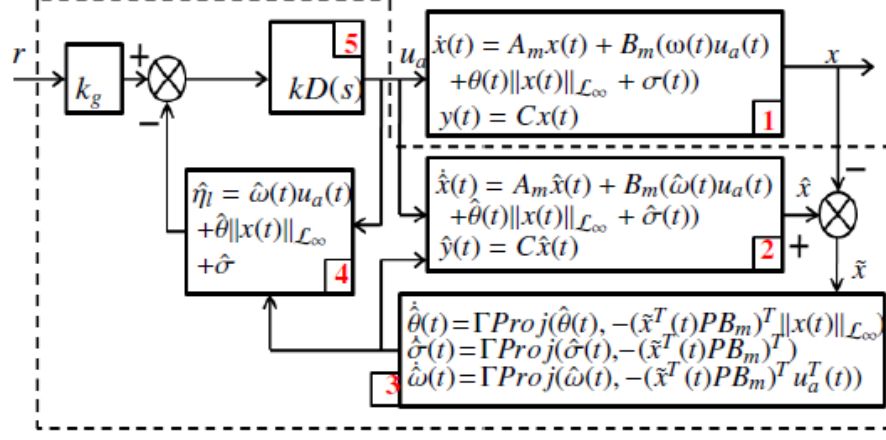 r
k_g
+
−
5
kD(s)
u_a
ẋ(t) = A_m x(t) + B_m(ω(t)u_a(t)
+θ(t)‖x(t)‖_{𝓛∞} + σ(t))
y(t) = Cx(t)
1
x
η̂_l = ω̂(t)u_a(t)
+θ̂‖x(t)‖_{𝓛∞}
+σ̂
4
x̂̇(t) = A_m x̂(t) + B_m(ω̂(t)u_a(t)
+θ̂(t)‖x(t)‖_{𝓛∞} + σ̂(t))
ŷ(t) = Cx̂(t)
2
x̂
−
+
x̃
θ̂̇(t) = ΓProj(θ̂(t), −(x̃^T(t)PB_m)^T‖x(t)‖_{𝓛∞})
σ̂̇(t) = ΓProj(σ̂(t), −(x̃^T(t)PB_m)^T)
ω̂̇(t) = ΓProj(ω̂(t), −(x̃^T(t)PB_m)^T u_a^T(t))
3